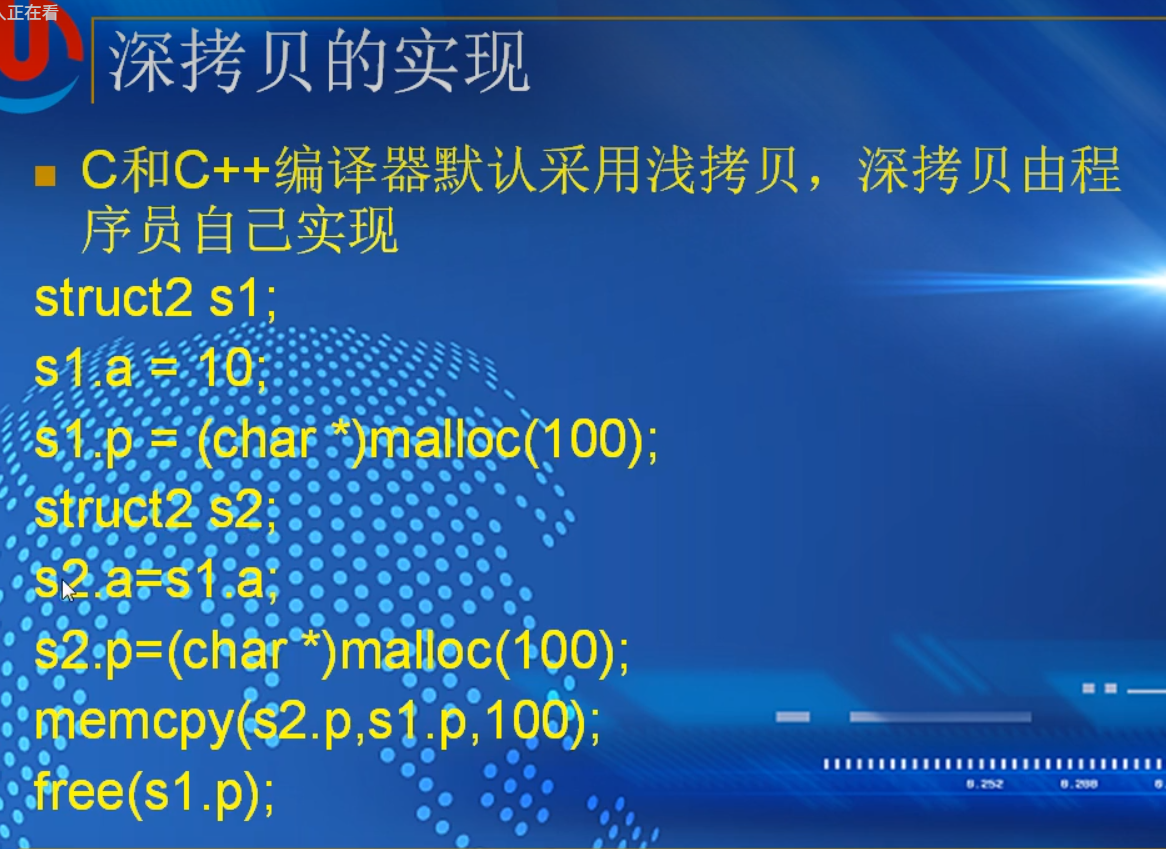 人正在看
深拷贝的实现
C和C++编译器默认采用浅拷贝，深拷贝由程
序员自己实现
struct2 s1;
s1.a = 10;
s1.p = (char *)malloc(100);
struct2 s2;
s2.a=s1.a;
s2.p=(char *)malloc(100);
memcpy(s2.p,s1.p,100);
free(s1.p);
0.252 0.288